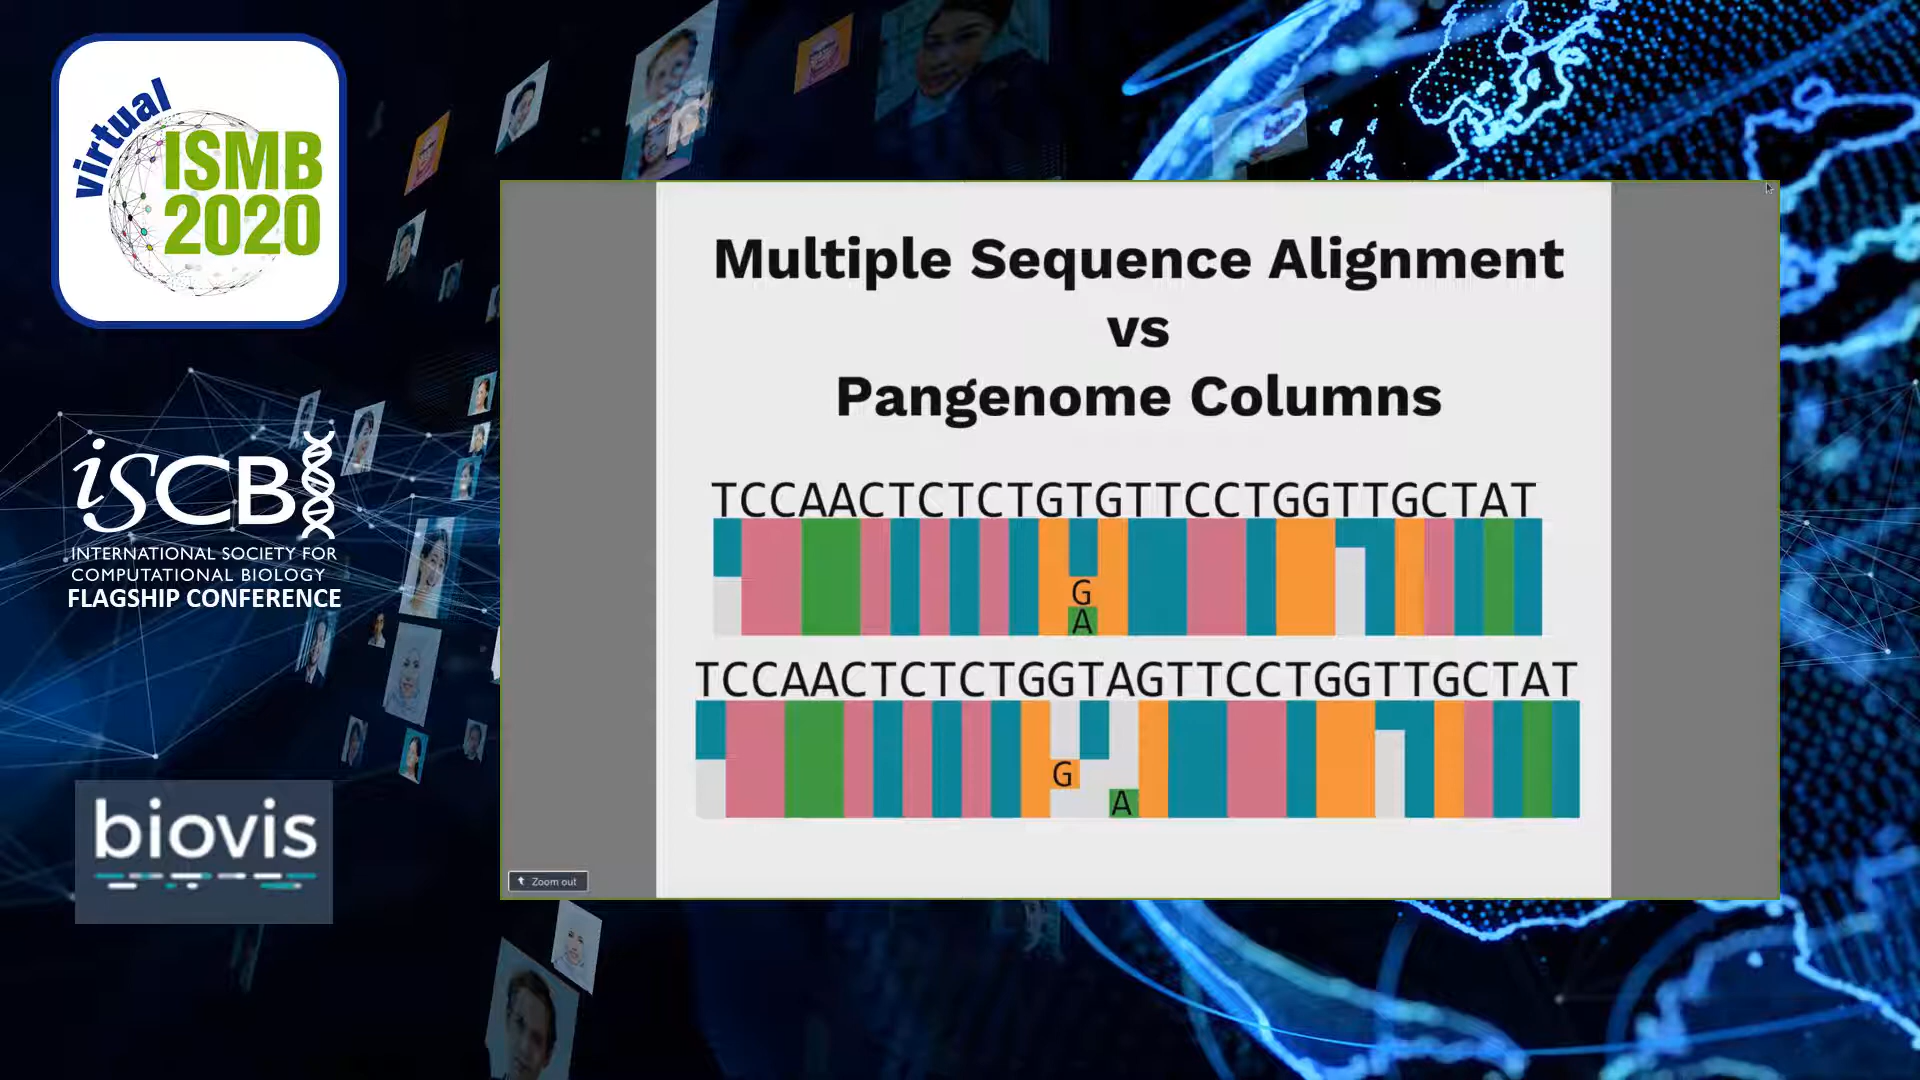 virtual
ISMB
2020
iSCB
INTERNATIONAL SOCIETY FOR
COMPUTATIONAL BIOLOGY
FLAGSHIP CONFERENCE
biovis
Multiple Sequence Alignment
vs
Pangenome Columns
TCCAACTCTCTGTGTTCCTGGTTGCTAT
G
A
TCCAACTCTCTGGTAGTTCCTGGTTGCTAT
G
A
Zoom out